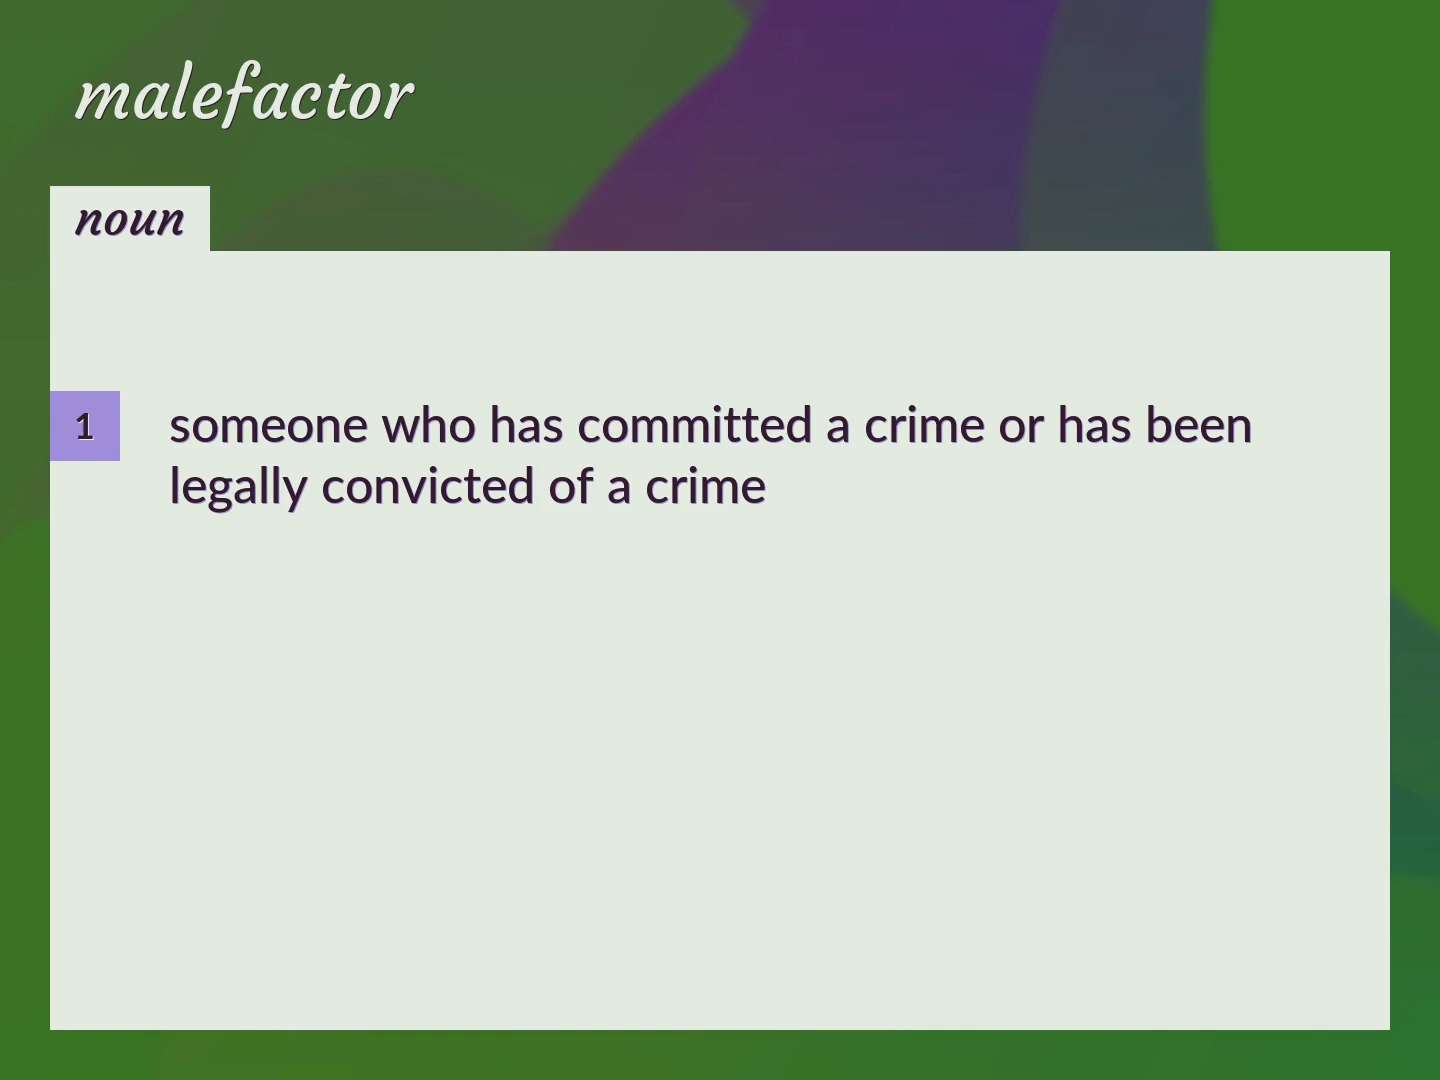 malefactor
noun
1
someone who has committed a crime or has been
legally convicted of a crime